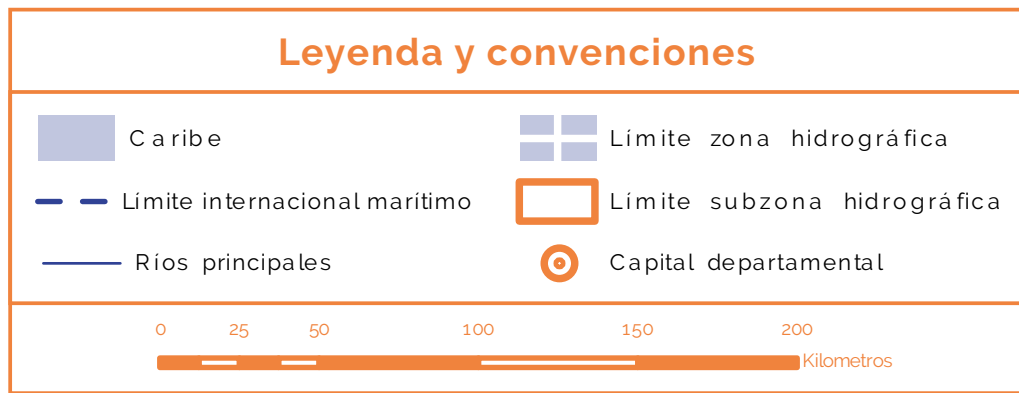 Leyenda y convenciones
Caribe
Límite zona hidrográfica
Límite internacional marítimo
Límite subzona hidrográfica
Ríos principales
Capital departamental
0 25 50 100 150 200
Kilometros